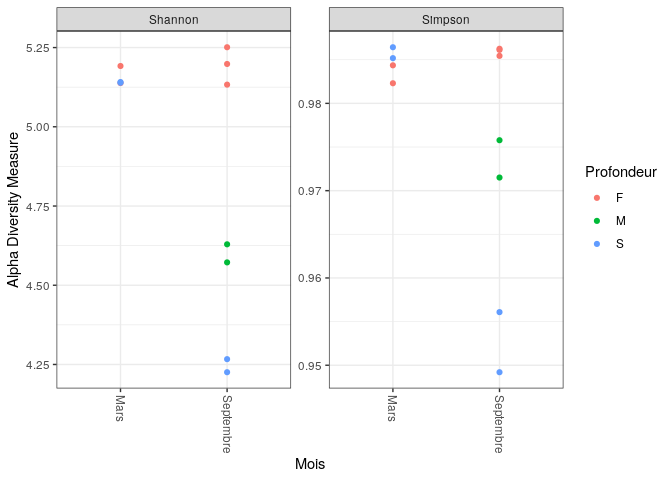 Shannon
Simpson
5.25
5.00
4.75
4.50
4.25
0.98
0.97
0.96
0.95
Alpha Diversity Measure
Mars
Septembre
Mars
Septembre
Mois
Profondeur
F
M
S